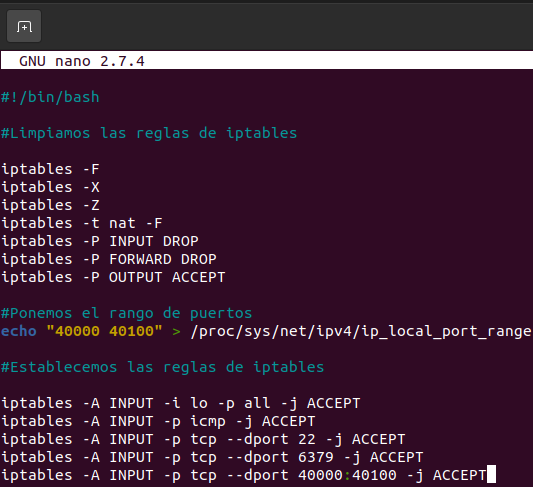 GNU nano 2.7.4
#!/bin/bash
#Limpiamos las reglas de iptables
iptables -F
iptables -X
iptables -Z
iptables -t nat -F
iptables -P INPUT DROP
iptables -P FORWARD DROP
iptables -P OUTPUT ACCEPT
#Ponemos el rango de puertos
echo "40000 40100" > /proc/sys/net/ipv4/ip_local_port_range
#Establecemos las reglas de iptables
iptables -A INPUT -i lo -p all -j ACCEPT
iptables -A INPUT -p icmp -j ACCEPT
iptables -A INPUT -p tcp --dport 22 -j ACCEPT
iptables -A INPUT -p tcp --dport 6379 -j ACCEPT
iptables -A INPUT -p tcp --dport 40000:40100 -j ACCEPT